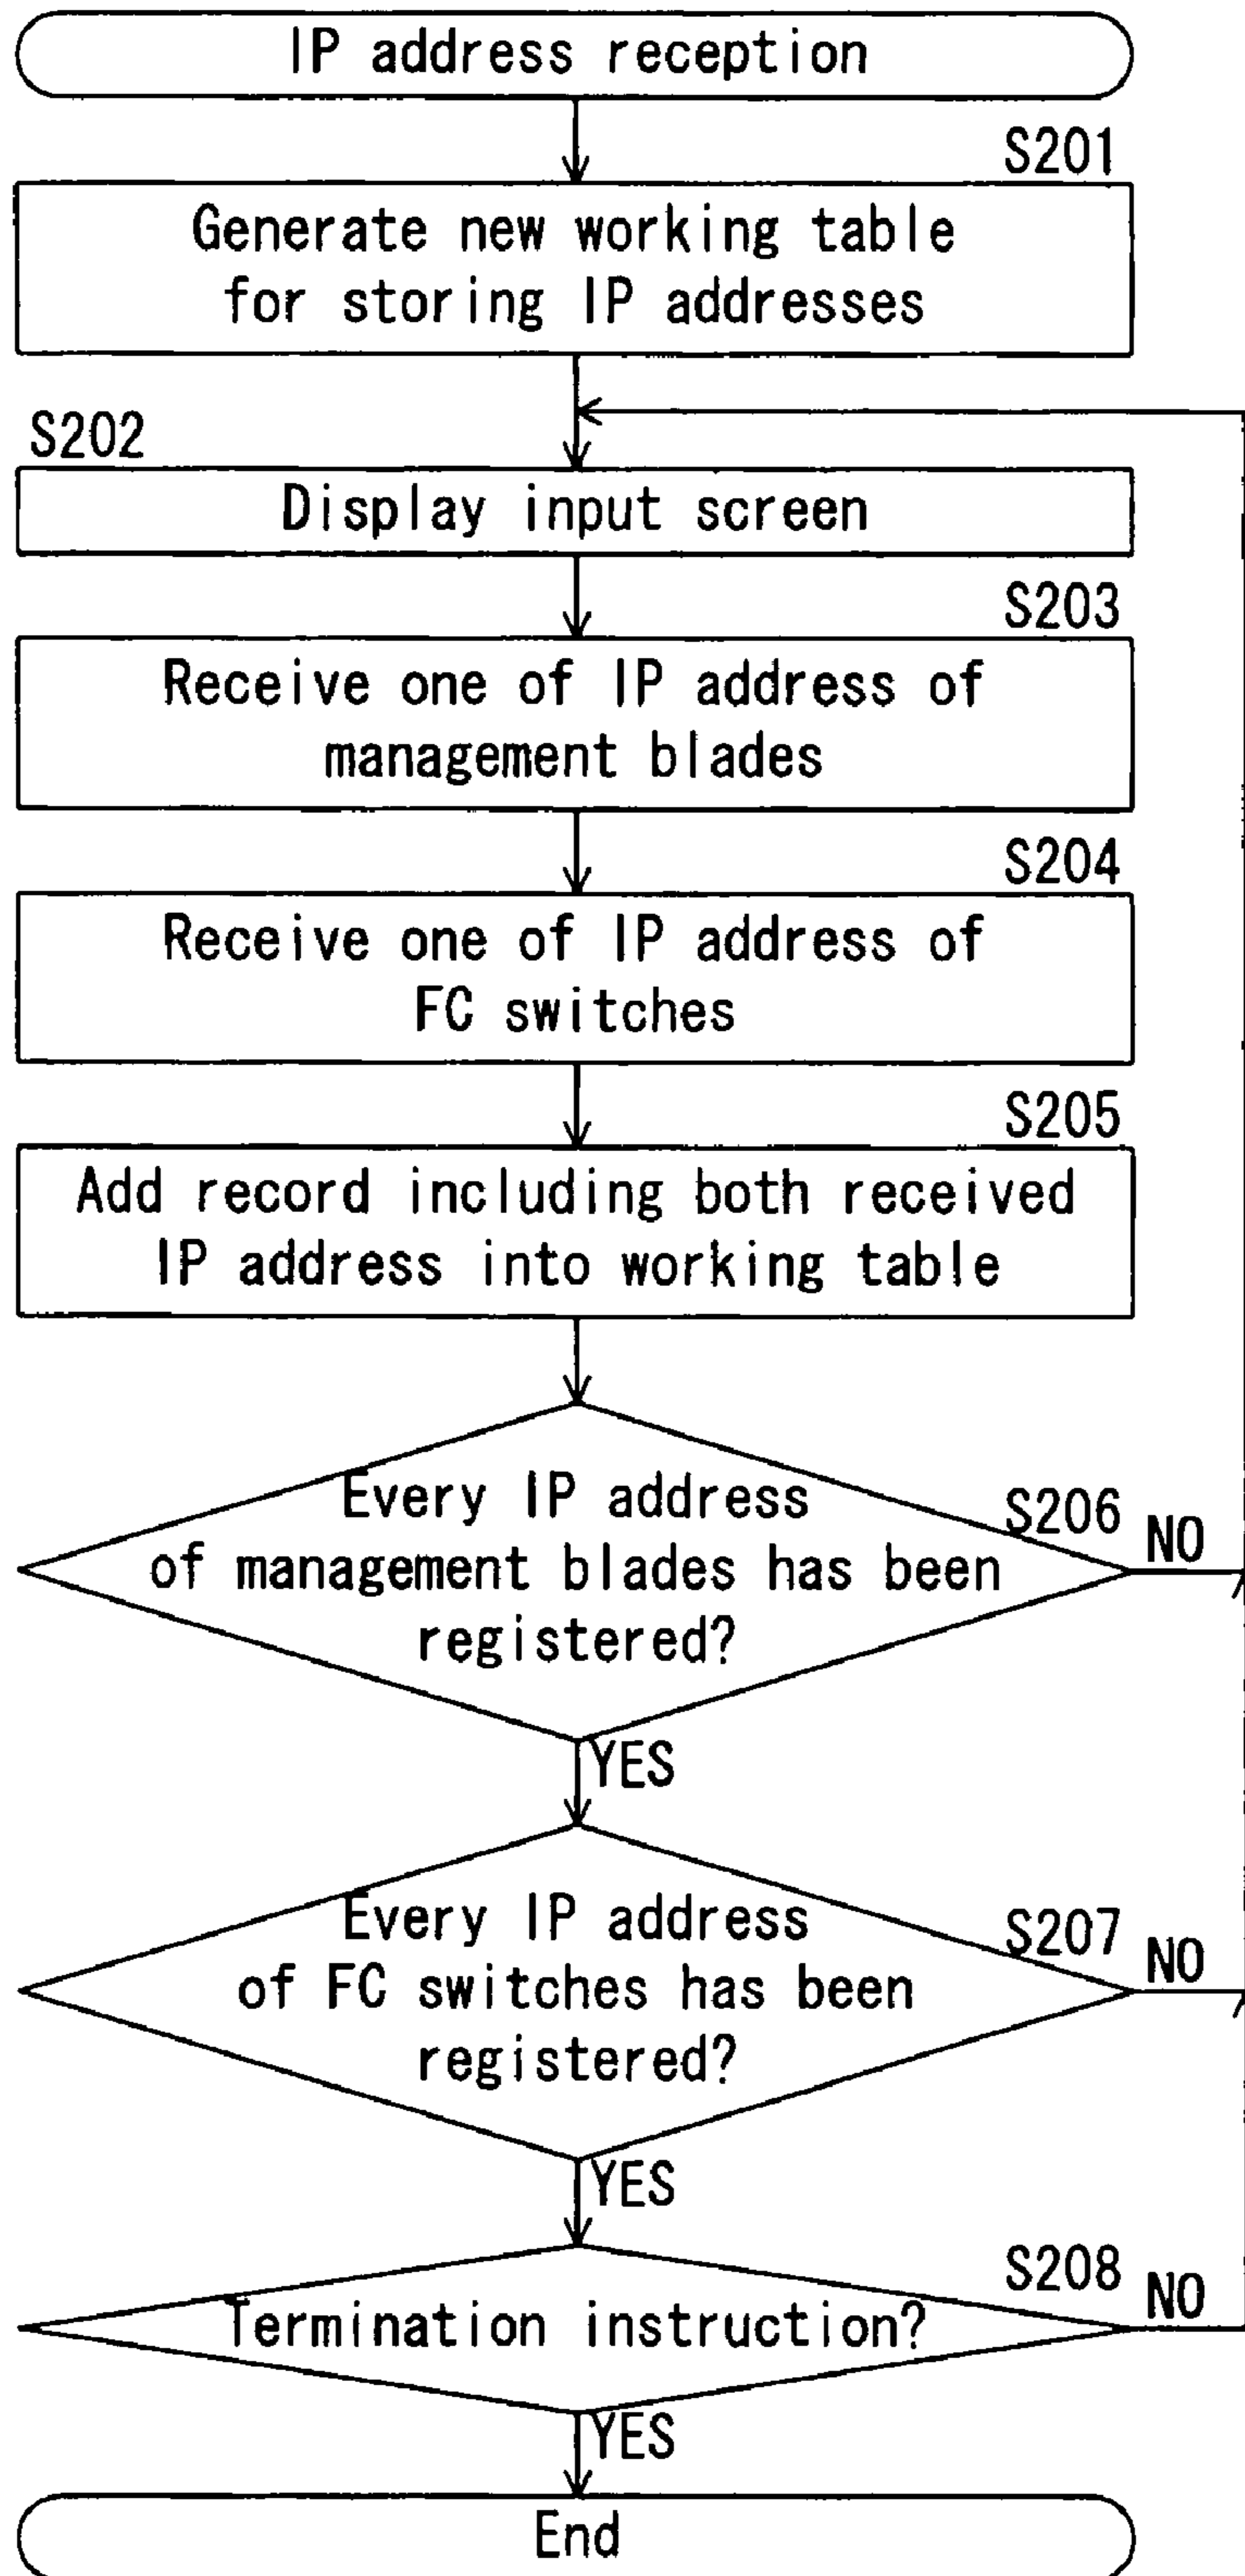 IP address reception
S201
Generate new working table
for storing IP addresses
S202
Display input screen
S203
Receive one of IP address of
management blades
S204
Receive one of IP address of
FC switches
S205
Add record including both received
IP address into working table
Every IP address
of management blades has been
registered?
S206
NO
YES
Every IP address
of FC switches has been
registered?
S207
NO
YES
S208
Termination instruction?
NO
YES
End